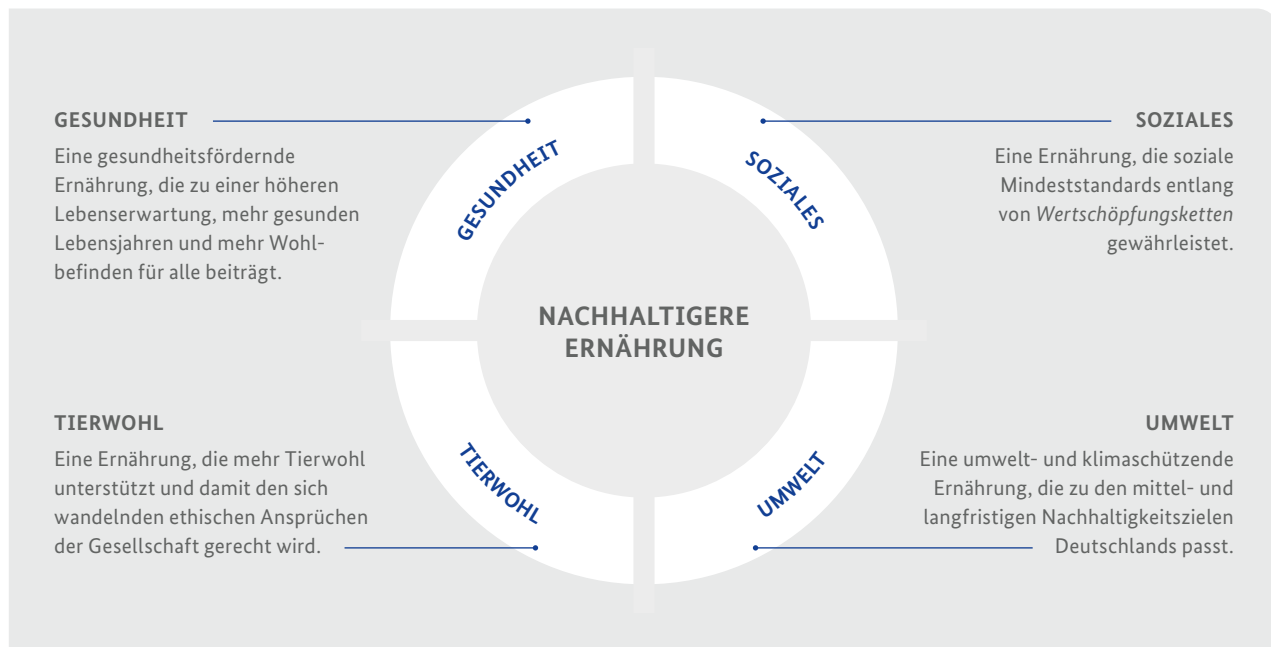 GESUNDHEIT
Eine gesundheitsfördernde
Ernährung, die zu einer höheren
Lebenserwartung, mehr gesunden
Lebensjahren und mehr Wohl-
befinden für alle beiträgt.
SOZIALES
Eine Ernährung, die soziale
Mindeststandards entlang
von Wertschöpfungsketten
gewährleistet.
GESUNDHEIT
SOZIALES
NACHHALTIGERE
ERNÄHRUNG
TIERWOHL
UMWELT
TIERWOHL
Eine Ernährung, die mehr Tierwohl
unterstützt und damit den sich
wandelnden ethischen Ansprüchen
der Gesellschaft gerecht wird.
UMWELT
Eine umwelt- und klimaschützende
Ernährung, die zu den mittel- und
langfristigen Nachhaltigkeitszielen
Deutschlands passt.